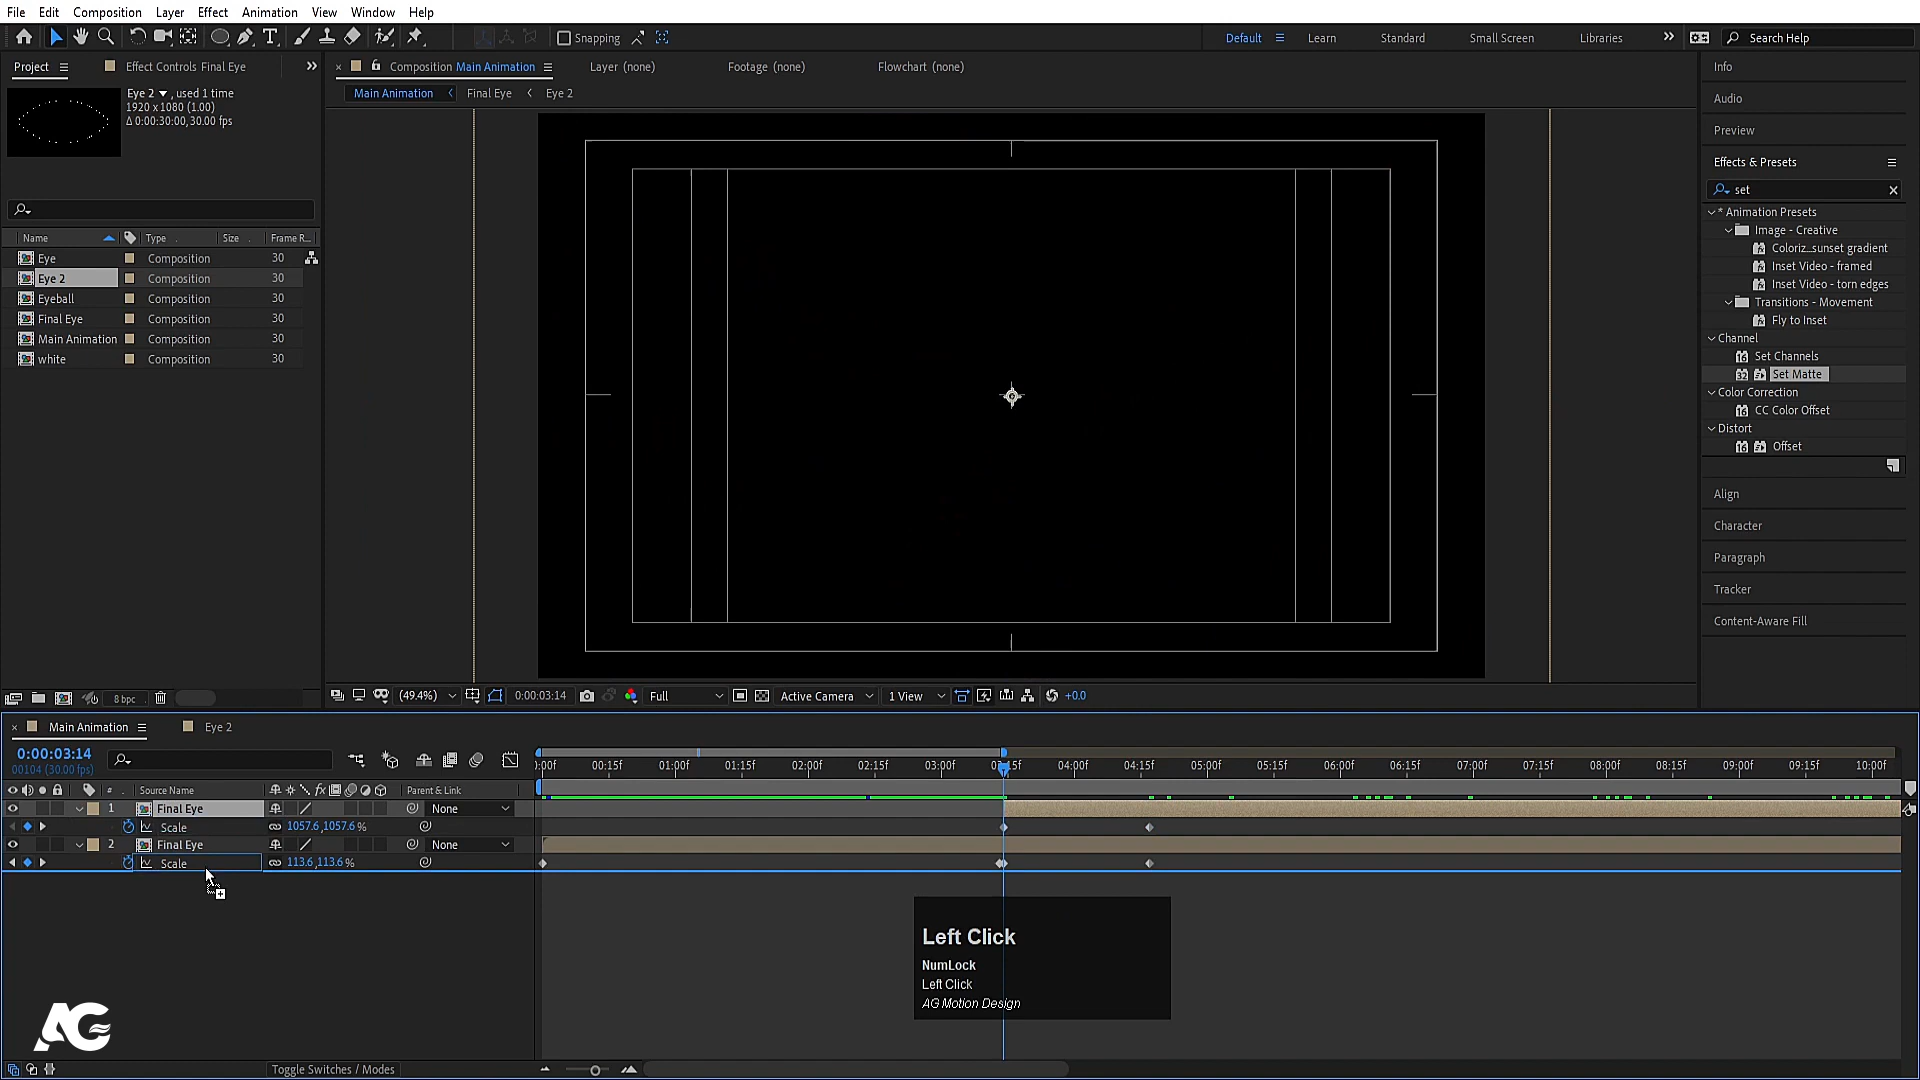 File Edit Composition Layer Effect Animation View Window Help
Snapping
Default Learn Standard Small Screen Libraries Search Help
Project Effect Controls Final Eye
Composition Main Animation Layer (none) Footage (none) Flowchart (none)
Main Animation Final Eye Eye 2
Eye 2 , used 1 time
1920 x 1080 (1.00)
Δ 0:00:30:00, 30.00 fps
Name Type Size Frame R...
Eye Composition 30
Eye 2 Composition 30
Eyeball Composition 30
Final Eye Composition 30
Main Animation Composition 30
white Composition 30
8 bpc
(49.4%) 0:00:03:14 Full Active Camera 1 View +0.0
Info
Audio
Preview
Effects & Presets
set
* Animation Presets
Image - Creative
Coloriz...sunset gradient
Inset Video - framed
Inset Video - torn edges
Transitions - Movement
Fly to Inset
Channel
Set Channels
Set Matte
Color Correction
CC Color Offset
Distort
Offset
Align
Character
Paragraph
Tracker
Content-Aware Fill
Main Animation Eye 2
0:00:03:14
00104 (30.00 fps)
00:15f 01:00f 01:15f 02:00f 02:15f 03:00f 04:00f 04:15f 05:00f 05:15f 06:00f 06:15f 07:00f 07:15f 08:00f 08:15f 09:00f 09:15f 10:00f
# Source Name Parent & Link
1 Final Eye None
Scale 1057.6,1057.6 %
2 Final Eye None
Scale 113.6,113.6 %
Left Click
NumLock
Left Click
AG Motion Design
AG
Toggle Switches / Modes